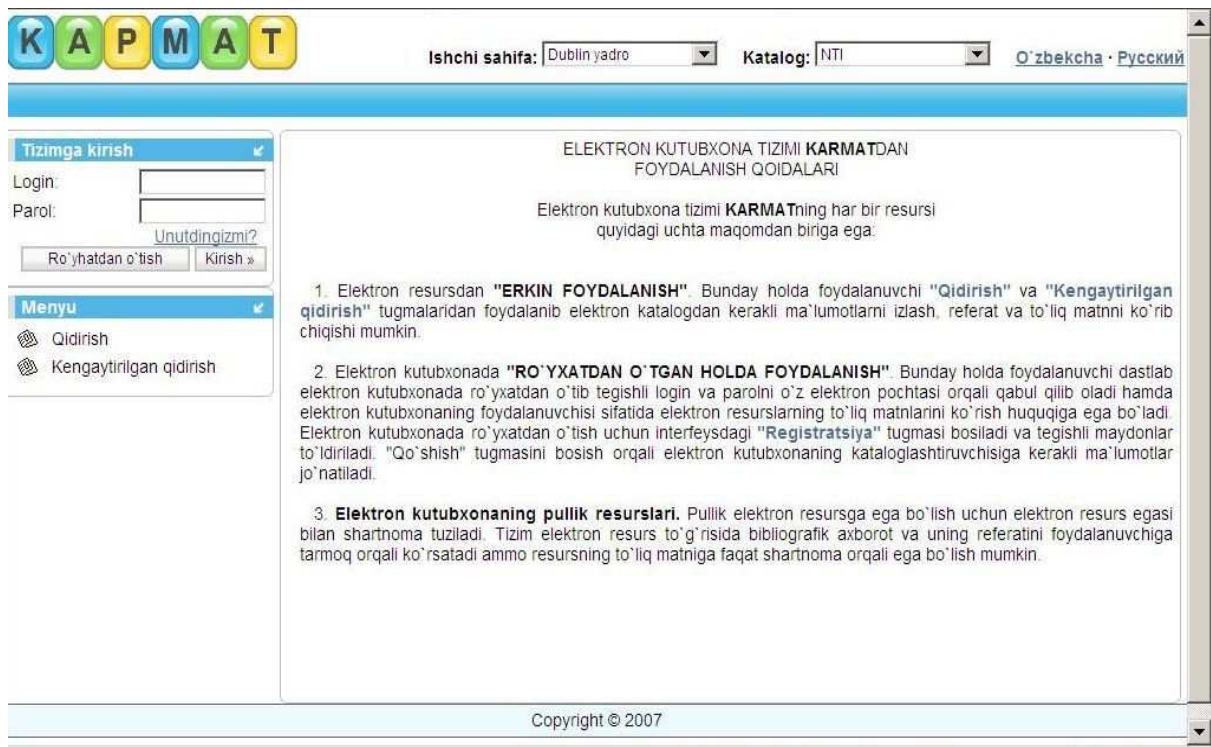 КАРМАТ
Ishchi sahifa: Dublin yadro Katalog: NTI O`zbekcha · Русский
Tizimga kirish
Login:
Parol:
Unutdingizmi?
Ro`yhatdan o`tish Kirish »
Menyu
Qidirish
Kengaytirilgan qidirish
ELEKTRON KUTUBXONA TIZIMI KARMATDAN
FOYDALANISH QOIDALARI
Elektron kutubxona tizimi KARMATning har bir resursi
quyidagi uchta maqomdan biriga ega:
1. Elektron resursdan "ERKIN FOYDALANISH". Bunday holda foydalanuvchi "Qidirish" va "Kengaytirilgan
qidirish" tugmalaridan foydalanib elektron katalogdan kerakli ma`lumotlarni izlash, referat va to`liq matnni ko`rib
chiqishi mumkin.
2. Elektron kutubxonada "RO`YXATDAN O`TGAN HOLDA FOYDALANISH". Bunday holda foydalanuvchi dastlab
elektron kutubxonada ro`yxatdan o`tib tegishli login va parolni o`z elektron pochtasi orqali qabul qilib oladi hamda
elektron kutubxonaning foydalanuvchisi sifatida elektron resurslarning to`liq matnlarini ko`rish huquqiga ega bo`ladi.
Elektron kutubxonada ro`yxatdan o`tish uchun interfeysdagi "Registratsiya" tugmasi bosiladi va tegishli maydonlar
to`ldiriladi. "Qo`shish" tugmasini bosish orqali elektron kutubxonaning kataloglashtiruvchisiga kerakli ma`lumotlar
jo`natiladi.
3. Elektron kutubxonaning pullik resurslari. Pullik elektron resursga ega bo`lish uchun elektron resurs egasi
bilan shartnoma tuziladi. Tizim elektron resurs to`g`risida bibliografik axborot va uning referatini foydalanuvchiga
tarmoq orqali ko`rsatadi ammo resursning to`liq matniga faqat shartnoma orqali ega bo`lish mumkin.
Copyright © 2007